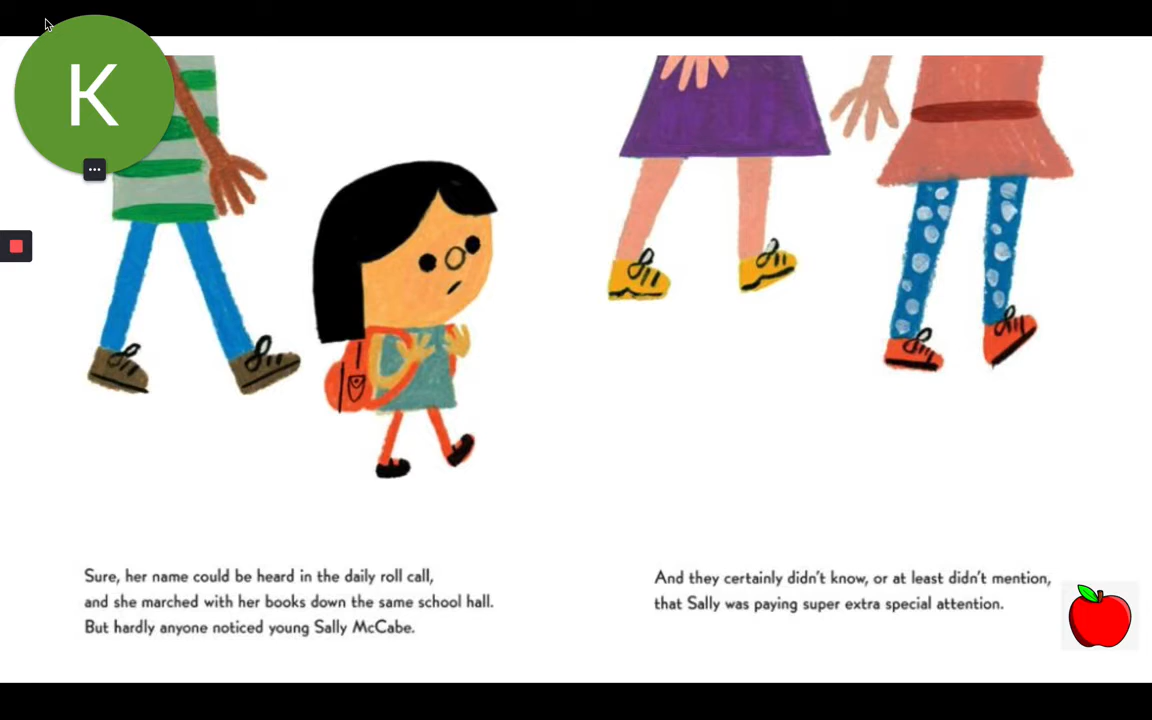 K
Sure, her name could be heard in the daily roll call,
and she marched with her books down the same school hall.
But hardly anyone noticed young Sally McCabe.
And they certainly didn't know, or at least didn't mention,
that Sally was paying super extra special attention.